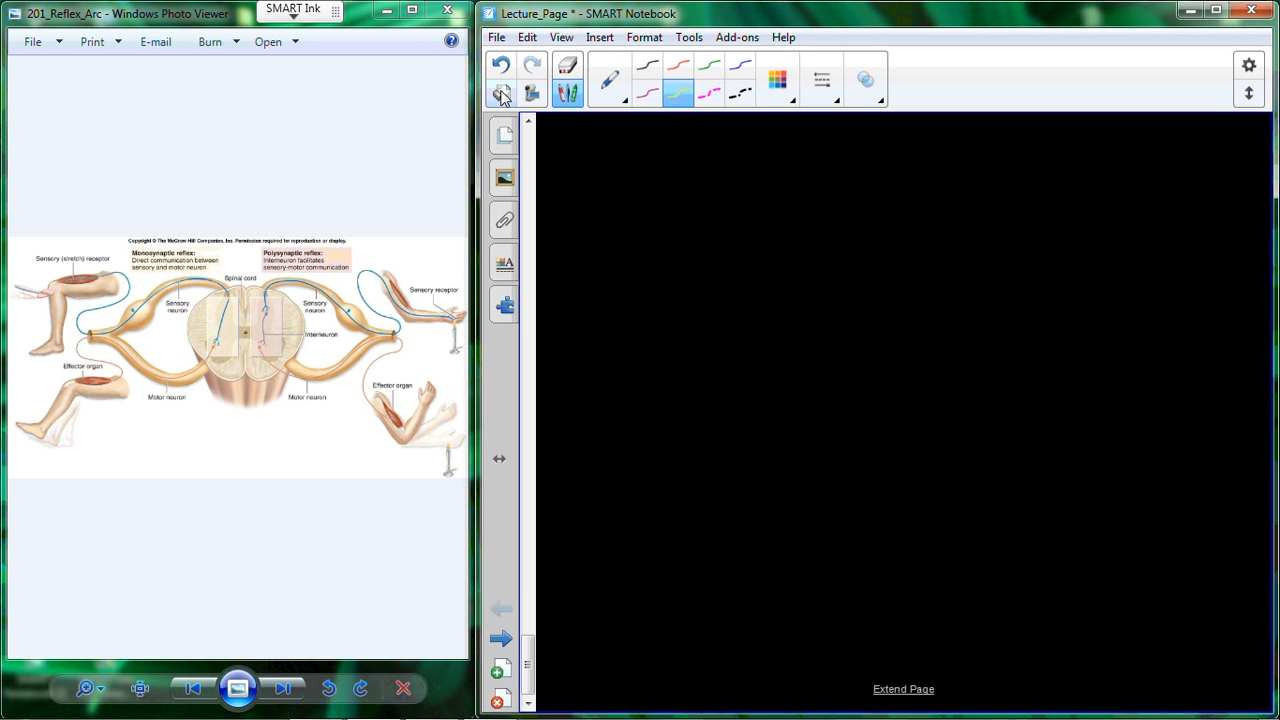 201_Reflex_Arc - Windows Photo Viewer
SMART Ink
File Print E-mail Burn Open
Copyright © The McGraw-Hill Companies, Inc. Permission required for reproduction or display.
Monosynaptic reflex:
Direct communication between
sensory and motor neuron
Polysynaptic reflex:
Interneuron facilitates
sensory-motor communication
Sensory (stretch) receptor
Spinal cord
Sensory
neuron
Sensory
neuron
Sensory receptor
Interneuron
Effector organ
Effector organ
Motor neuron
Motor neuron
Lecture_Page * - SMART Notebook
File Edit View Insert Format Tools Add-ons Help
Extend Page